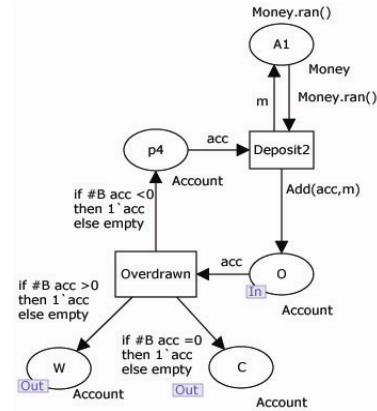 Money.ran()
A1
Money
m
Money.ran()
acc
p4
Deposit2
Account
Add(acc,m)
if #B acc <0
then 1`acc
else empty
acc
Overdrawn
O
In
Account
if #B acc >0
then 1`acc
else empty
if #B acc =0
then 1`acc
else empty
W
Out
Account
C
Out
Account